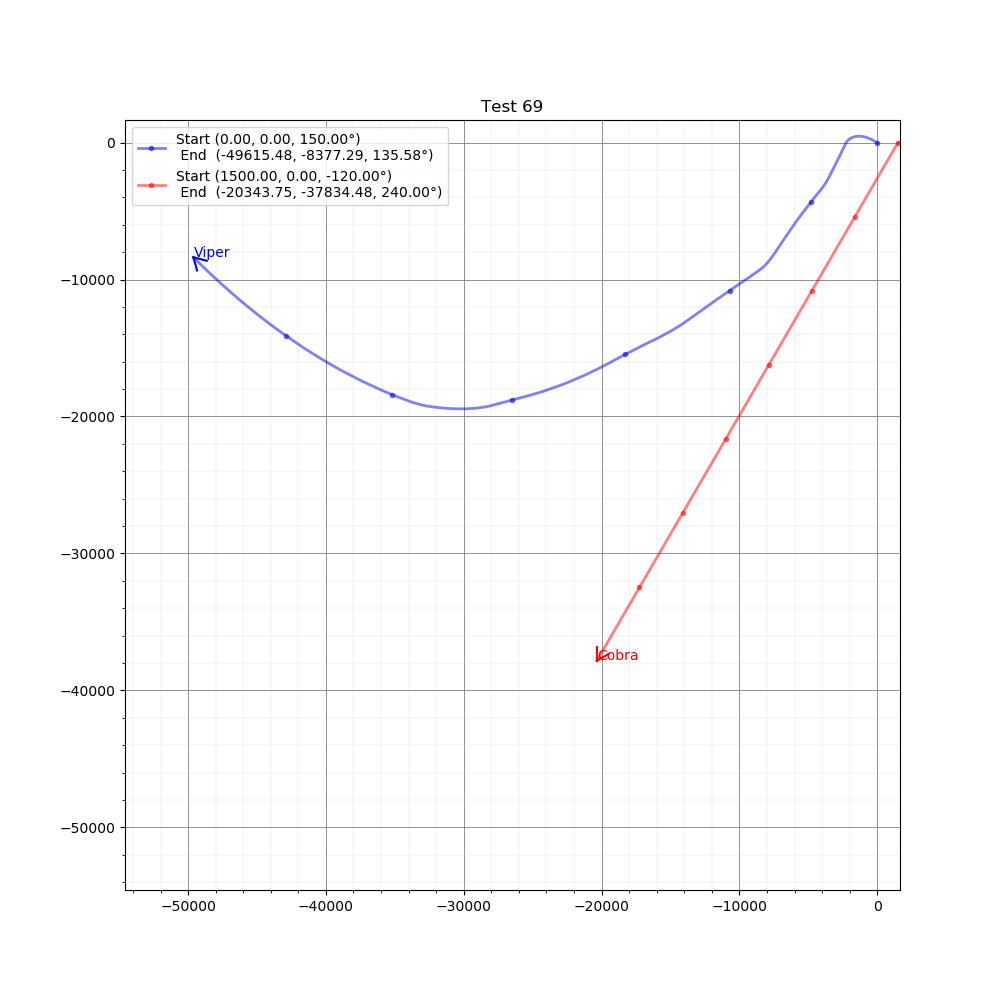 Test 69
Start (0.00, 0.00, 150.00°)
End (-49615.48, -8377.29, 135.58°)
Start (1500.00, 0.00, -120.00°)
End (-20343.75, -37834.48, 240.00°)
0
−10000
−20000
−30000
−40000
−50000
Viper
Cobra
−50000
−40000
−30000
−20000
−10000
0